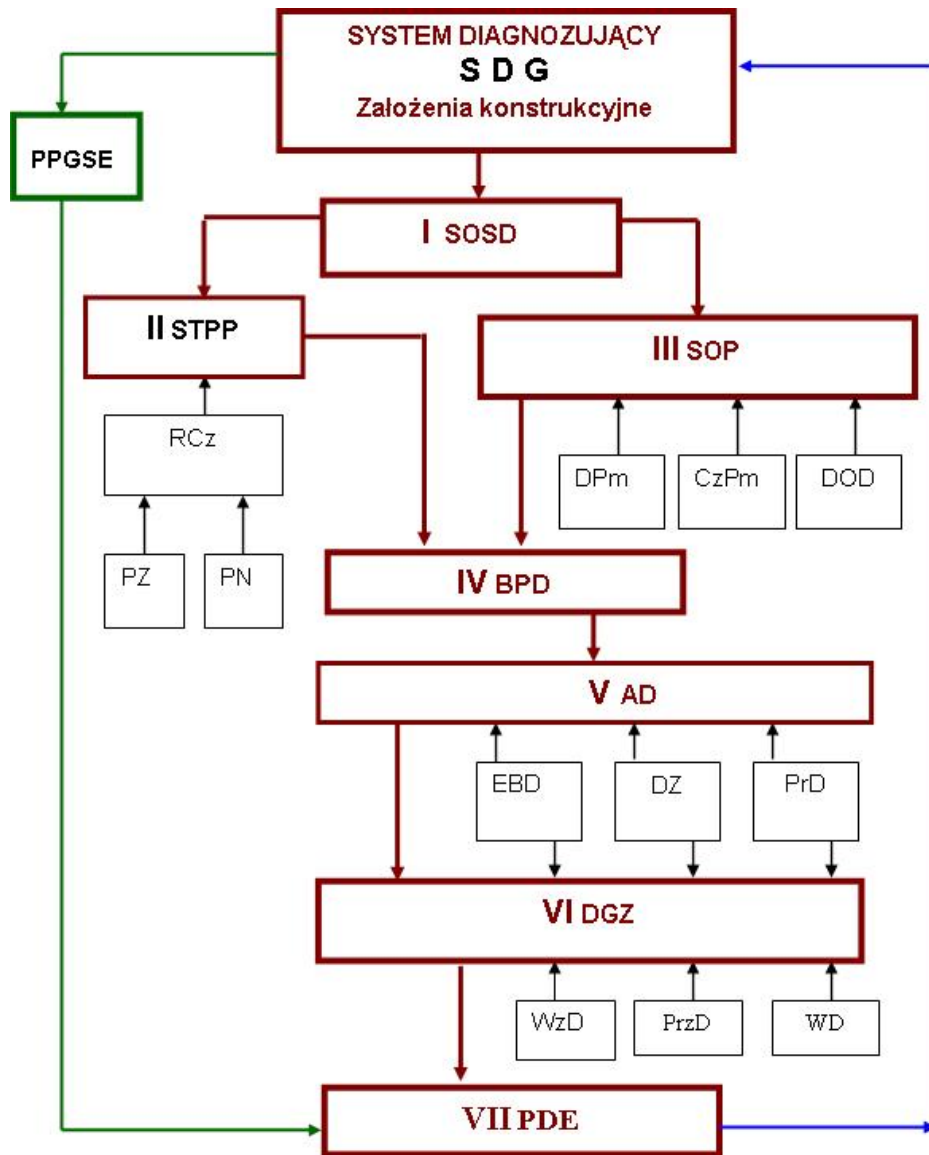 SYSTEM DIAGNOZUJĄCY
S D G
Założenia konstrukcyjne
PPGSE
I SOSD
II STPP
III SOP
RCz
DPm
CzPm
DOD
PZ
PN
IV BPD
V AD
EBD
DZ
PrD
VI DGZ
WzD
PrzD
WD
VII PDE